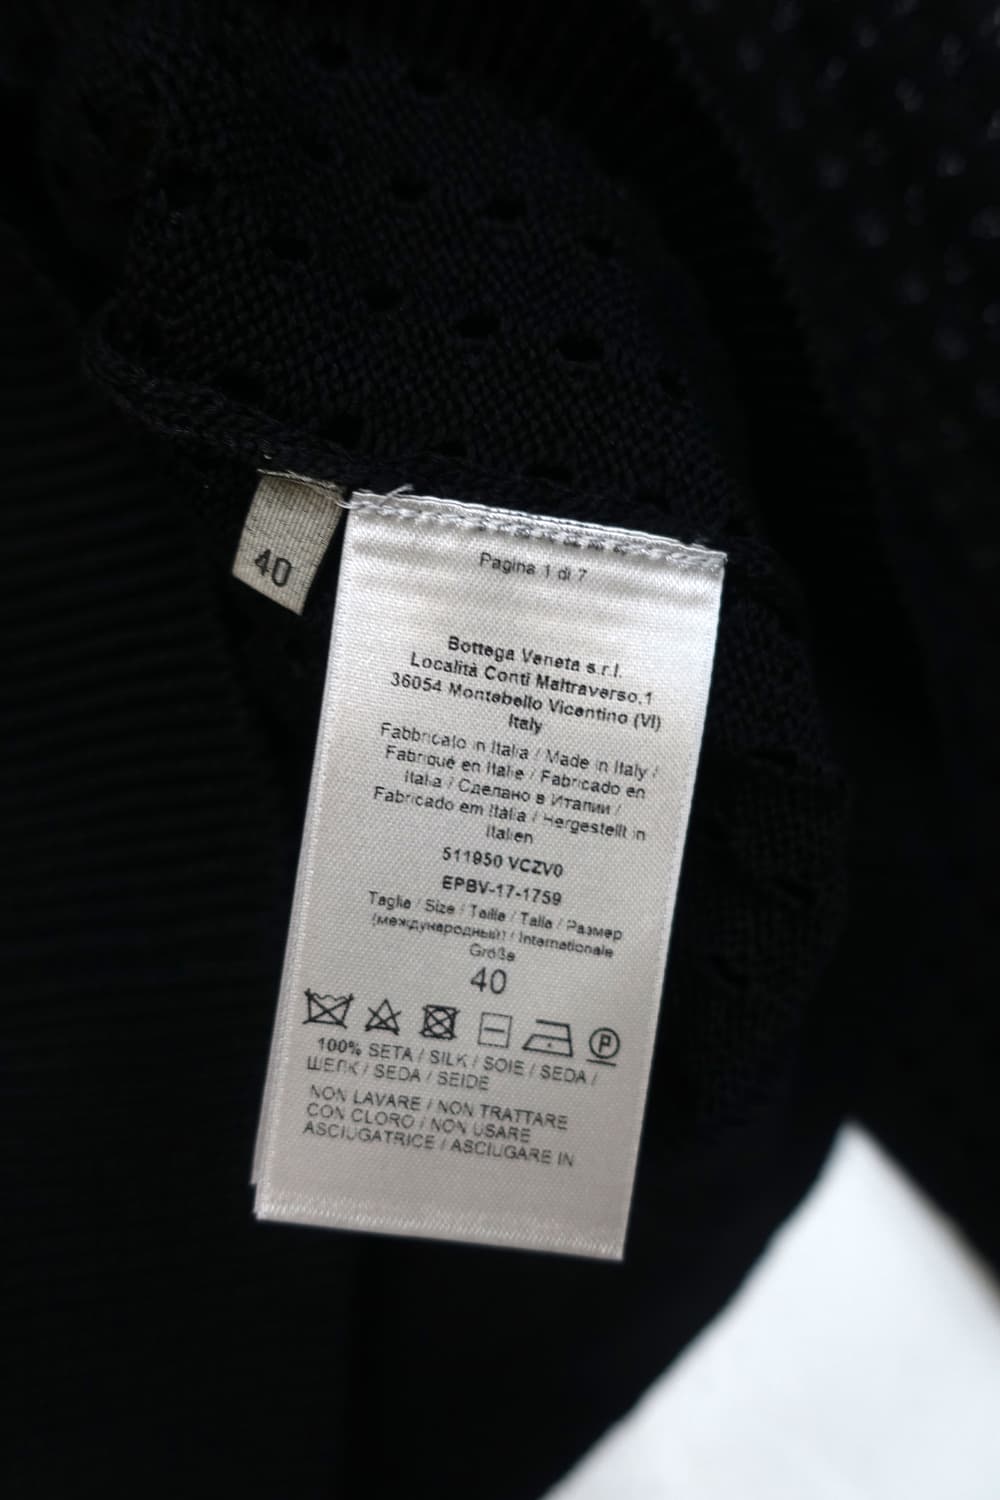 40
Pagina 1 di 7
Bottega Veneta s.r.l.
Località Conti Maltraverso,1
36054 Montebello Vicentino (VI)
Italy
Fabbricato in Italia / Made in Italy /
Fabriqué en Italie / Fabricado en
Italia / Сделано в Италии /
Fabricado em Itália / Hergestellt in
Italien
511950 VCZV0
EPBV-17-1759
Taglia / Size / Taille / Talla / Размер
(международный) / Internationale
Größe
40
P
100% SETA / SILK / SOIE / SEDA /
ШЕЛК / SEDA / SEIDE
NON LAVARE / NON TRATTARE
CON CLORO / NON USARE
ASCIUGATRICE / ASCIUGARE IN